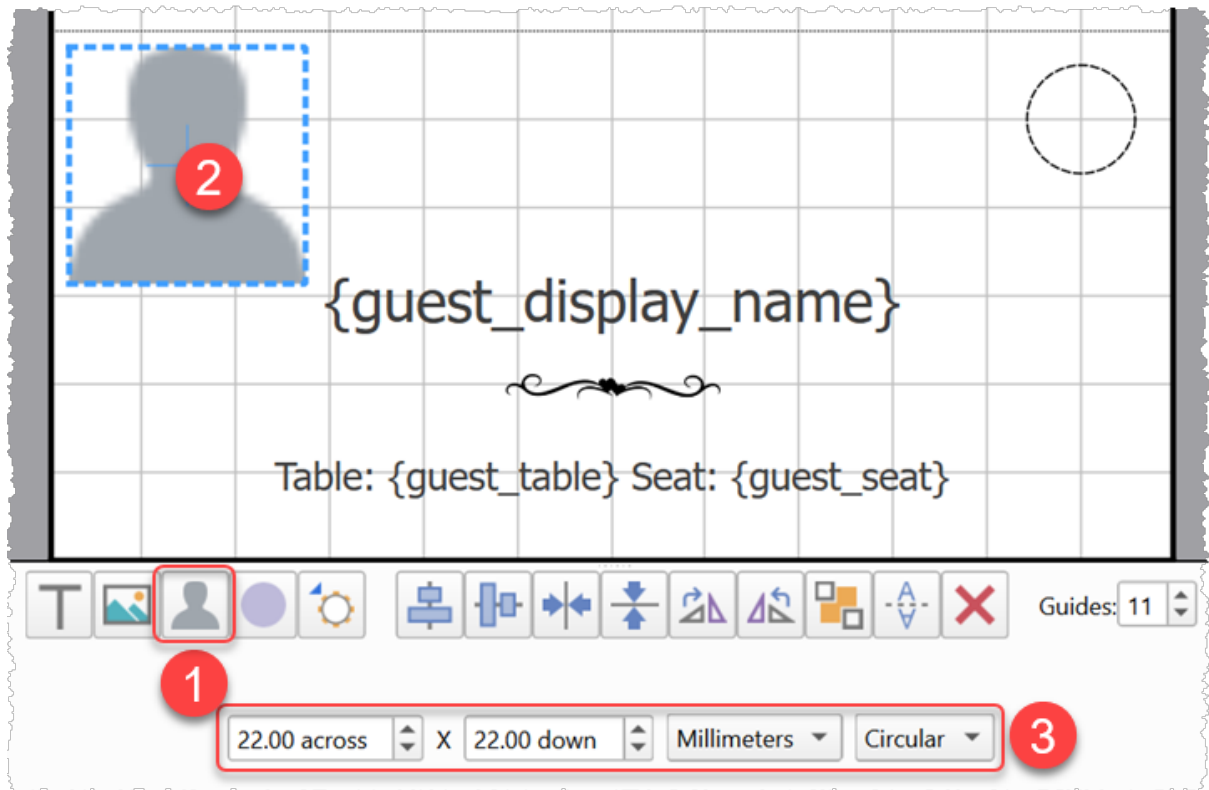 2
{guest_display_name}
Table: {guest_table} Seat: {guest_seat}
T
A
Guides: 11
1
22.00 across X 22.00 down Millimeters Circular 3